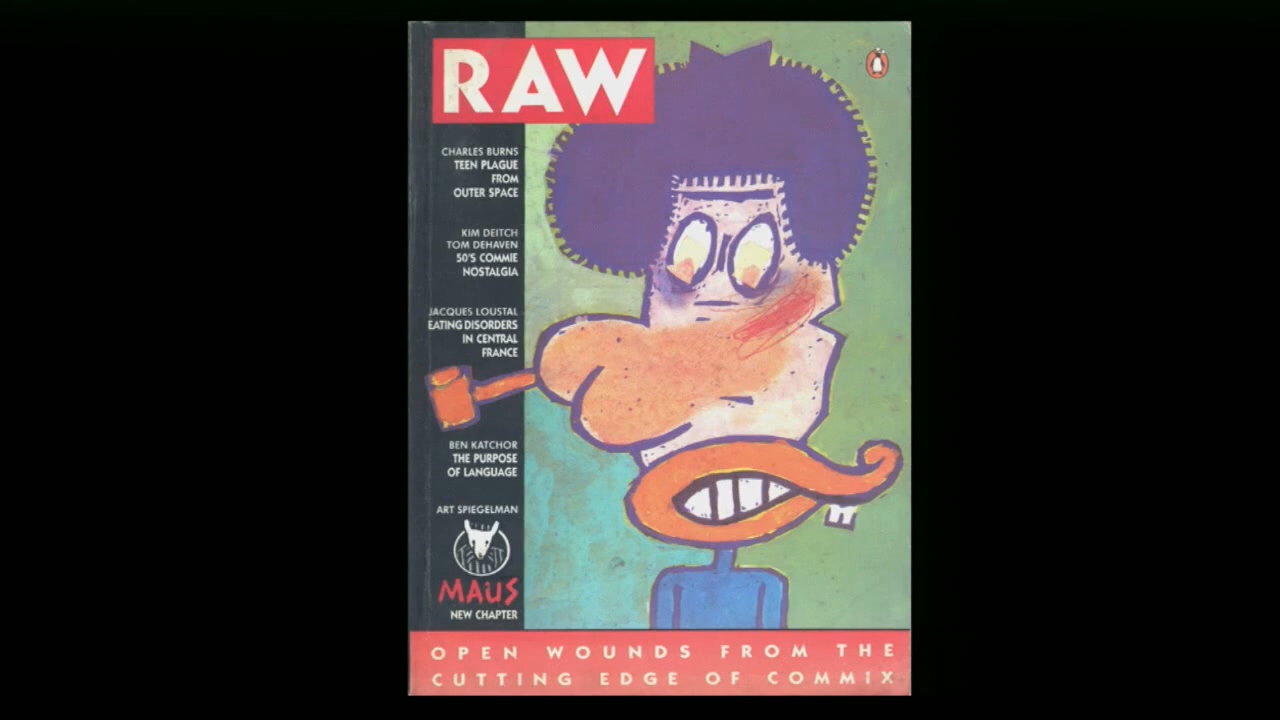 RAW
CHARLES BURNS
TEEN PLAGUE
FROM
OUTER SPACE
KIM DEITCH
TOM DEHAVEN
50'S COMMIE
NOSTALGIA
JACQUES LOUSTAL
EATING DISORDERS
IN CENTRAL
FRANCE
BEN KATCHOR
THE PURPOSE
OF LANGUAGE
ART SPIEGELMAN
MAUS
NEW CHAPTER
OPEN WOUNDS FROM THE
CUTTING EDGE OF COMMIX